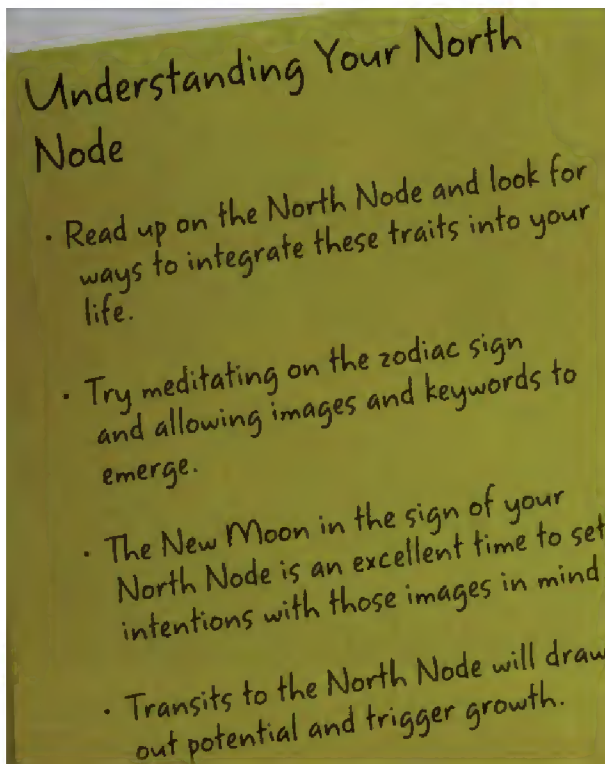 Understanding Your North
Node
· Read up on the North Node and look for
ways to integrate these traits into your
life.
· Try meditating on the zodiac sign
and allowing images and keywords to
emerge.
· The New Moon in the sign of your
North Node is an excellent time to set
intentions with those images in mind
· Transits to the North Node will draw
out potential and trigger growth.